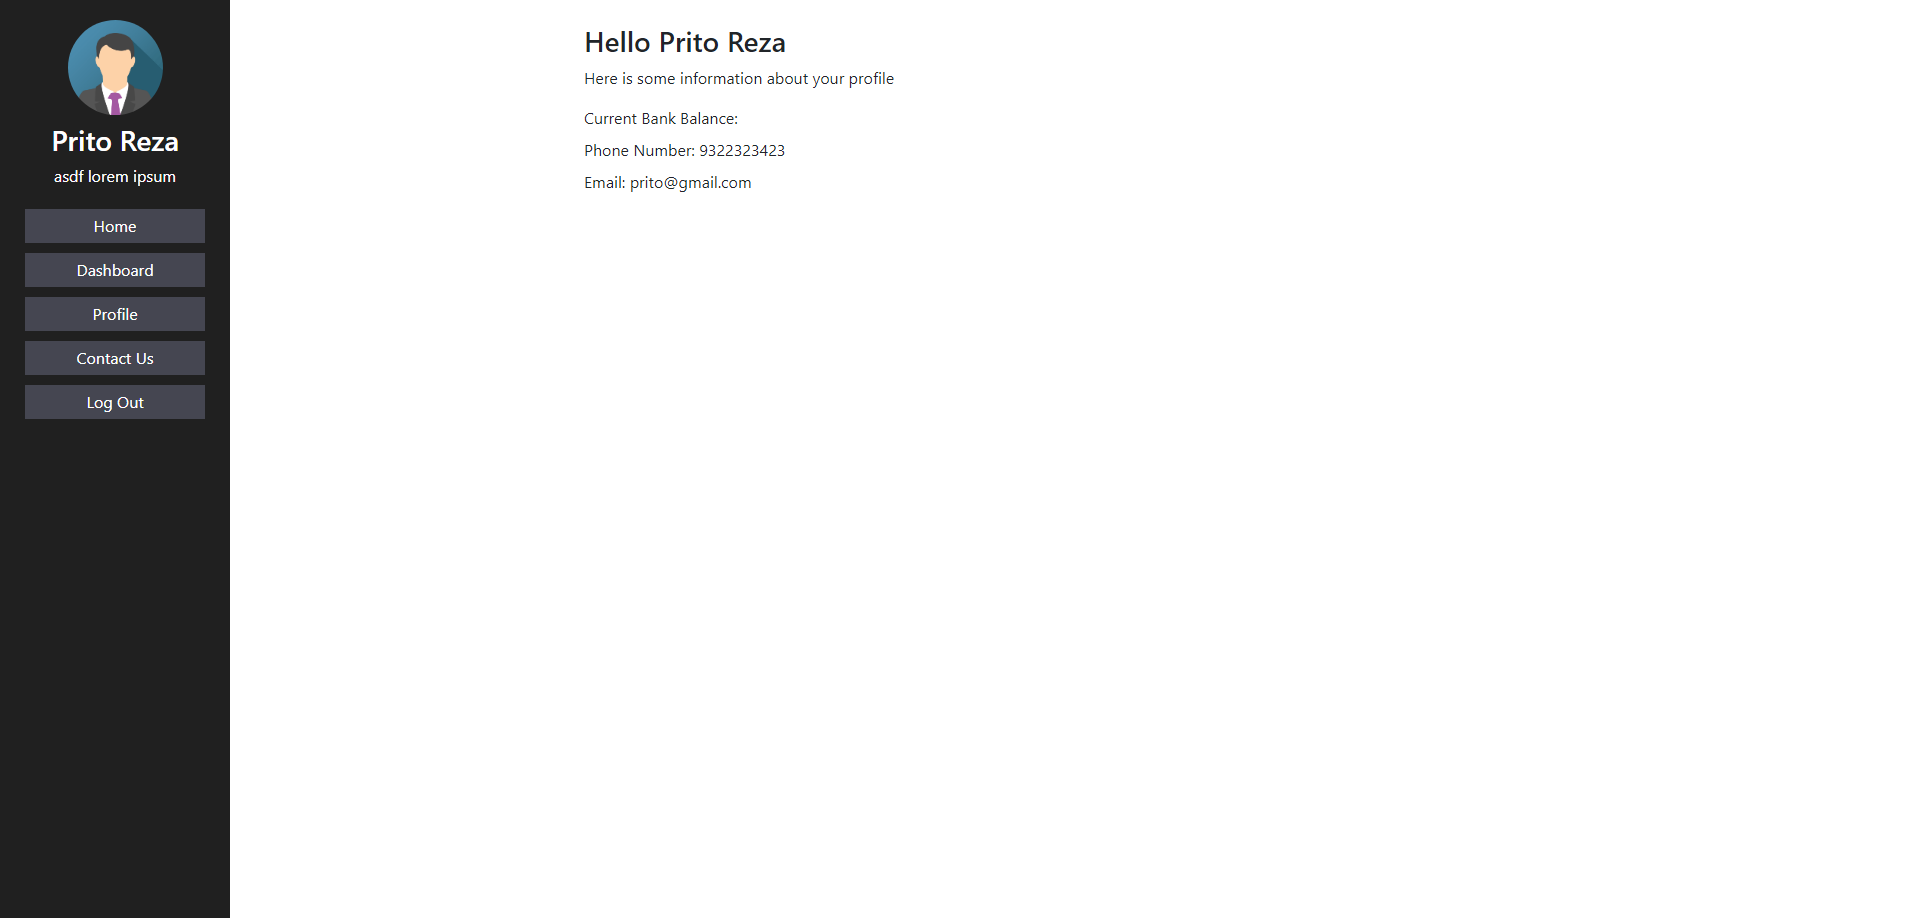 Prito Reza
asdf lorem ipsum
Home
Dashboard
Profile
Contact Us
Log Out
Hello Prito Reza
Here is some information about your profile
Current Bank Balance:
Phone Number: 9322323423
Email: prito@gmail.com